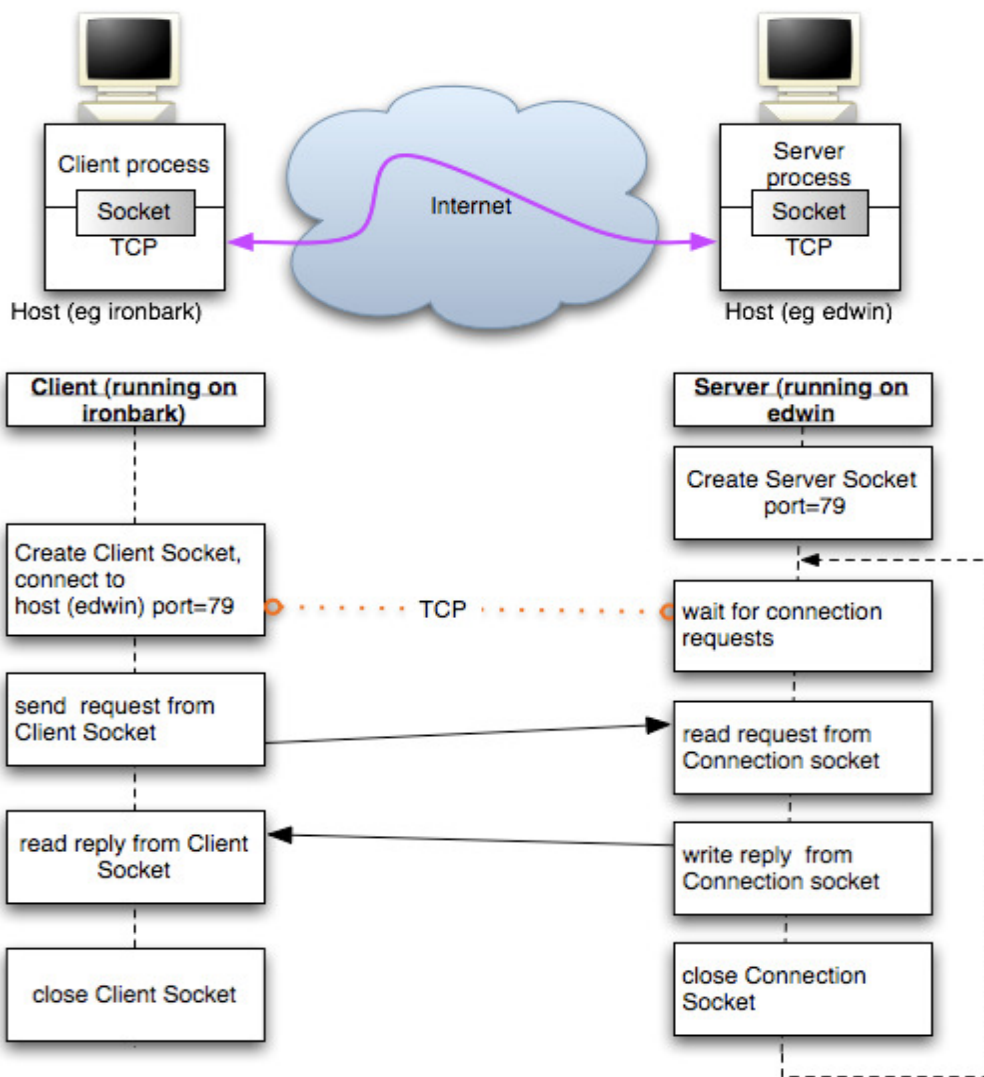 Client process
Socket
TCP
Host (eg ironbark)
Internet
Server
process
Socket
TCP
Host (eg edwin)
Client (running on
ironbark)
Server (running on
edwin
Create Server Socket
port=79
Create Client Socket,
connect to
host (edwin) port=79
TCP
wait for connection
requests
send request from
Client Socket
read request from
Connection socket
read reply from Client
Socket
write reply from
Connection socket
close Client Socket
close Connection
Socket